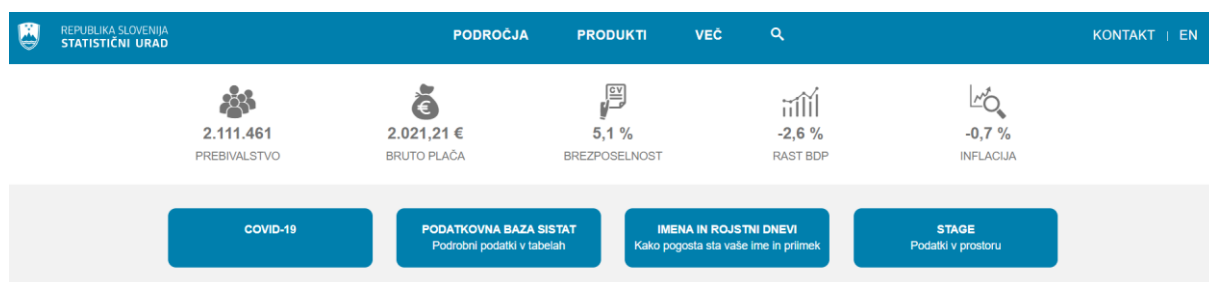 REPUBLIKA SLOVENIJA
STATISTIČNI URAD
PODROČJA PRODUKTI VEČ
KONTAKT | EN
CV
€
2.111.461 2.021,21 € 5,1 % -2,6 % -0,7 %
PREBIVALSTVO BRUTO PLAČA BREZPOSELNOST RAST BDP INFLACIJA
COVID-19 PODATKOVNA BAZA SISTAT IMENA IN ROJSTNI DNEVI STAGE
Podrobni podatki v tabelah Kako pogosta sta vaše ime in priimek Podatki v prostoru